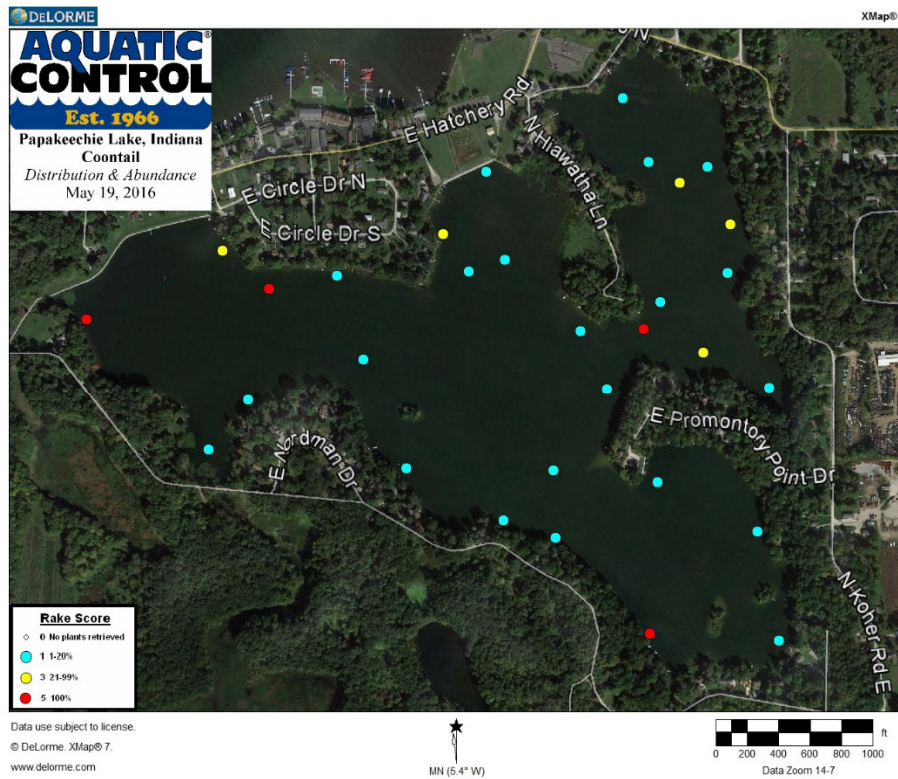 DELORME
XMap®
AQUATIC®
CONTROL
Est. 1966
Papakeechie Lake, Indiana
Coontail
Distribution & Abundance
May 19, 2016
E Hatchery Rd
N Hiawatha Ln
E Circle Dr N
E Circle Dr S
E Nordman Dr
E Promontory Point Dr
N Koher Rd E
Rake Score
0 No plants retrieved
1 1-20%
3 21-99%
5 100%
Data use subject to license.
© DeLorme. XMap® 7.
www.delorme.com
MN (5.4° W)
ft
0 200 400 600 800 1000
Data Zoom 14-7